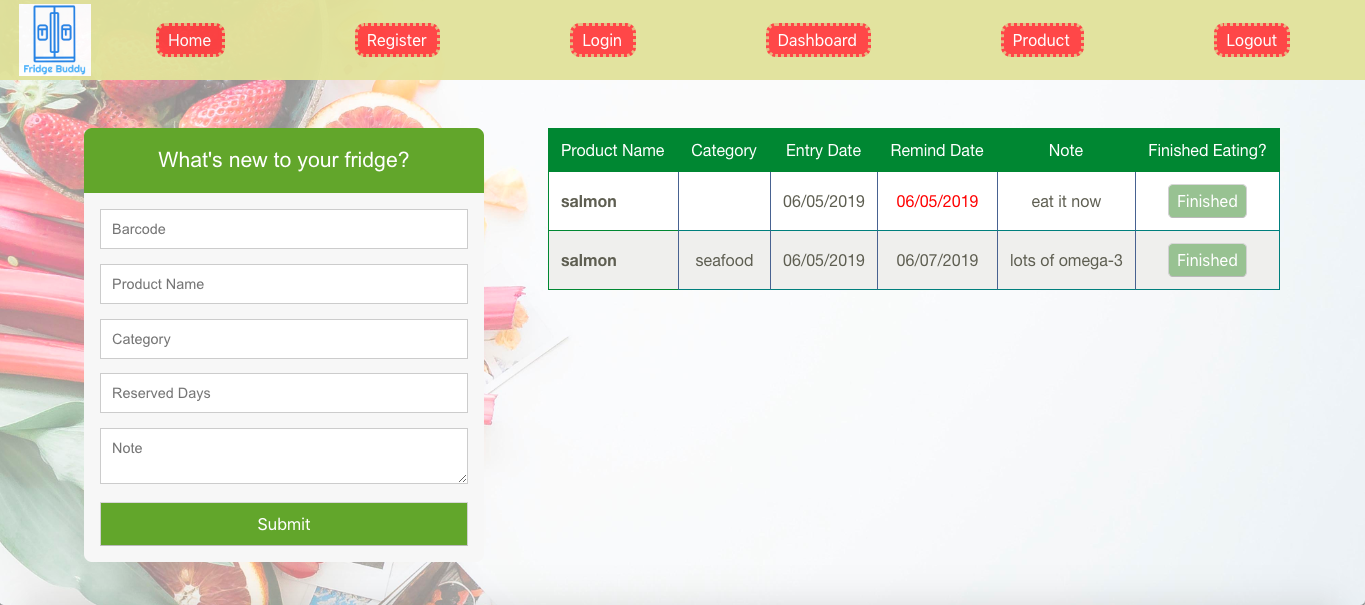 Fridge Buddy
Home
Register
Login
Dashboard
Product
Logout
What's new to your fridge?
Barcode
Product Name
Category
Reserved Days
Note
Submit
Product Name Category Entry Date Remind Date Note Finished Eating?
salmon 06/05/2019 06/05/2019 eat it now Finished
salmon seafood 06/05/2019 06/07/2019 lots of omega-3 Finished